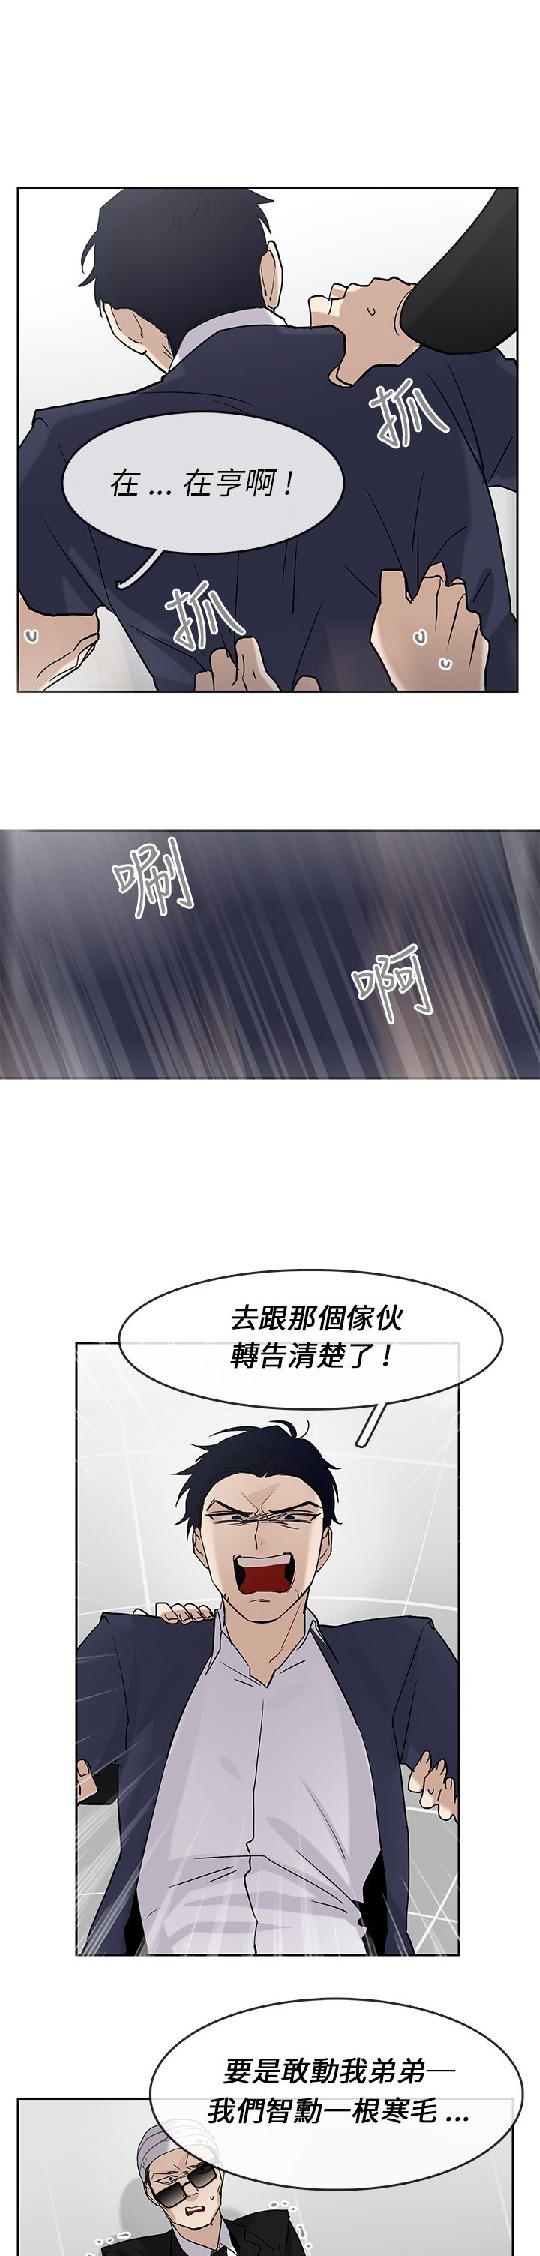 抓
在 ... 在亨啊!
抓
唰
啊
去跟那個傢伙
轉告清楚了!
要是敢動我弟弟─
我們智勳一根寒毛 ...